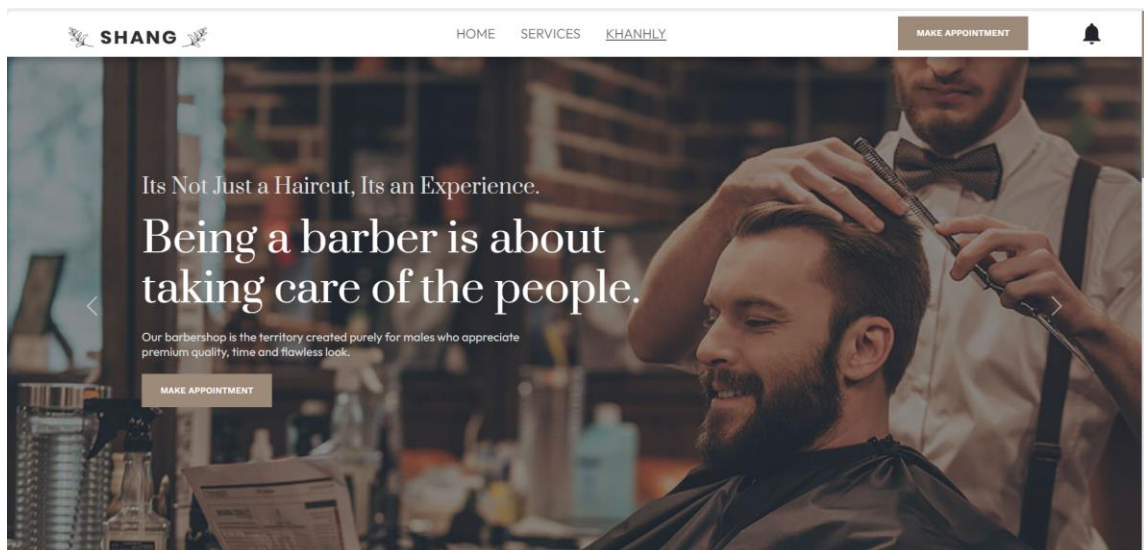 SHANG
HOME SERVICES KHANHLY
MAKE APPOINTMENT
Its Not Just a Haircut, Its an Experience.
Being a barber is about
taking care of the people.
Our barbershop is the territory created purely for males who appreciate
premium quality, time and flawless look.
MAKE APPOINTMENT